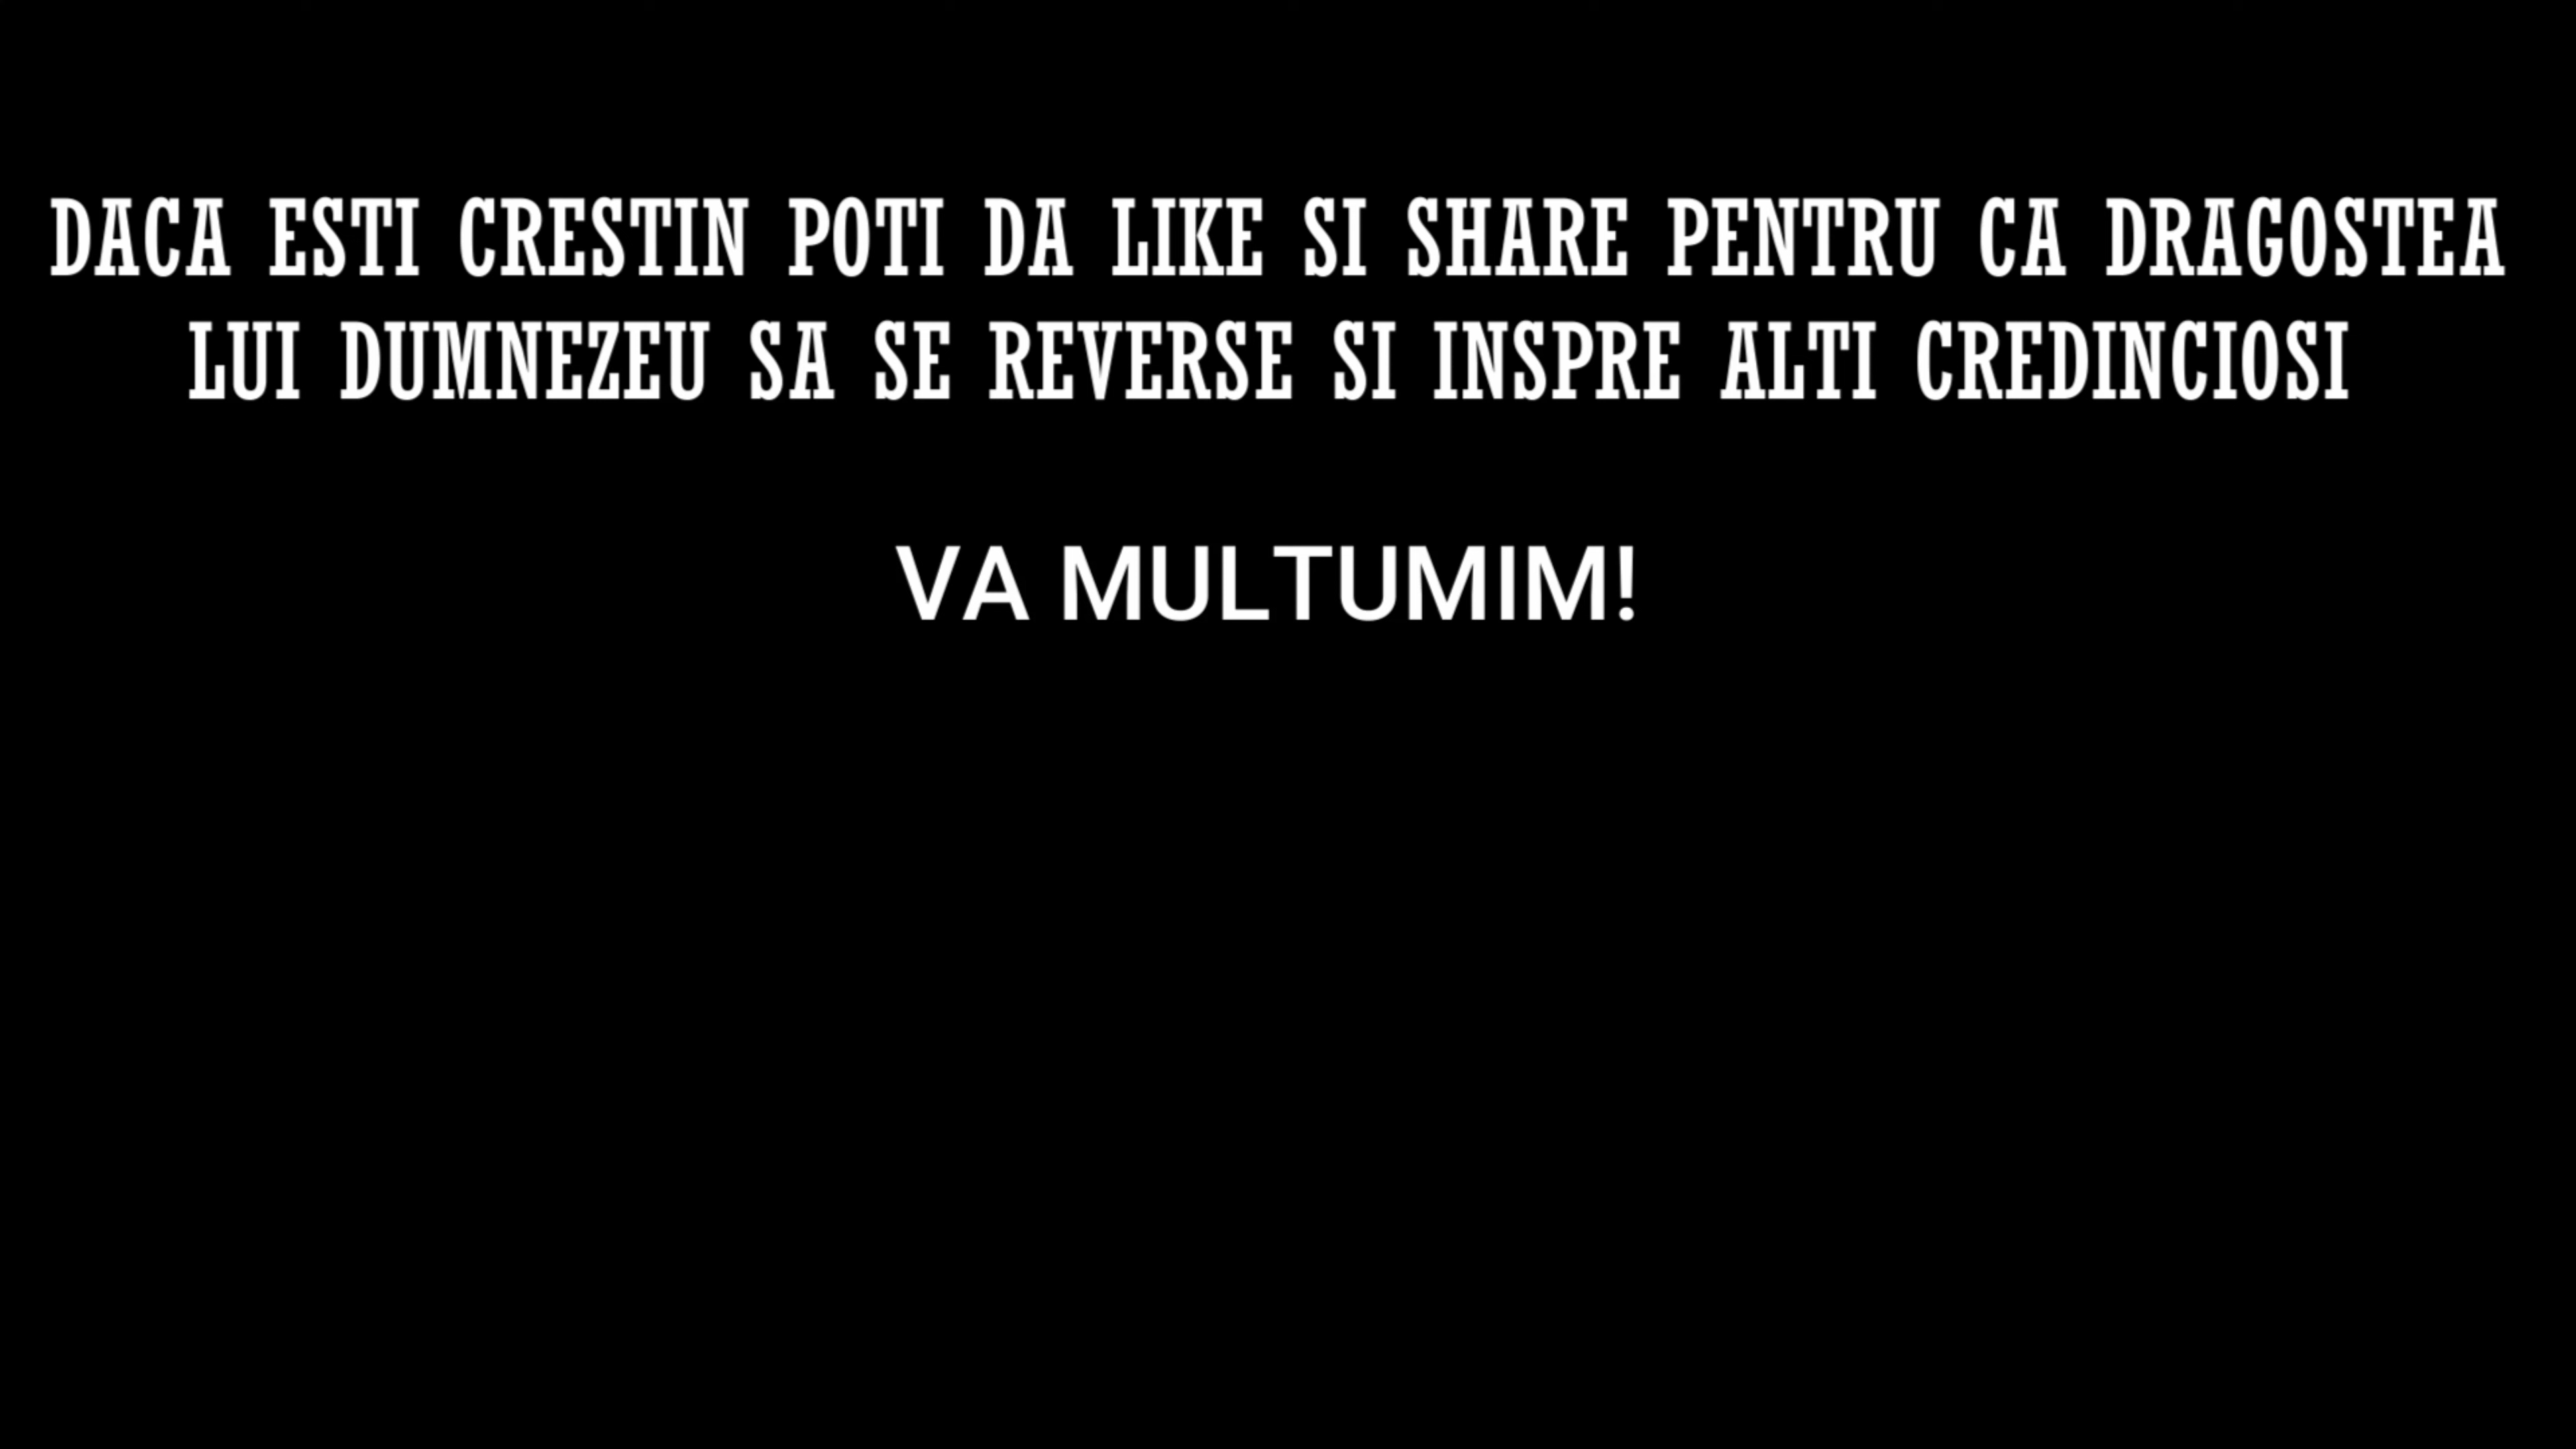 DACA ESTI CRESTIN POTI DA LIKE SI SHARE PENTRU CA DRAGOSTEA
LUI DUMNEZEU SA SE REVERSE SI INSPRE ALTI CREDINCIOSI
VA MULTUMIM!